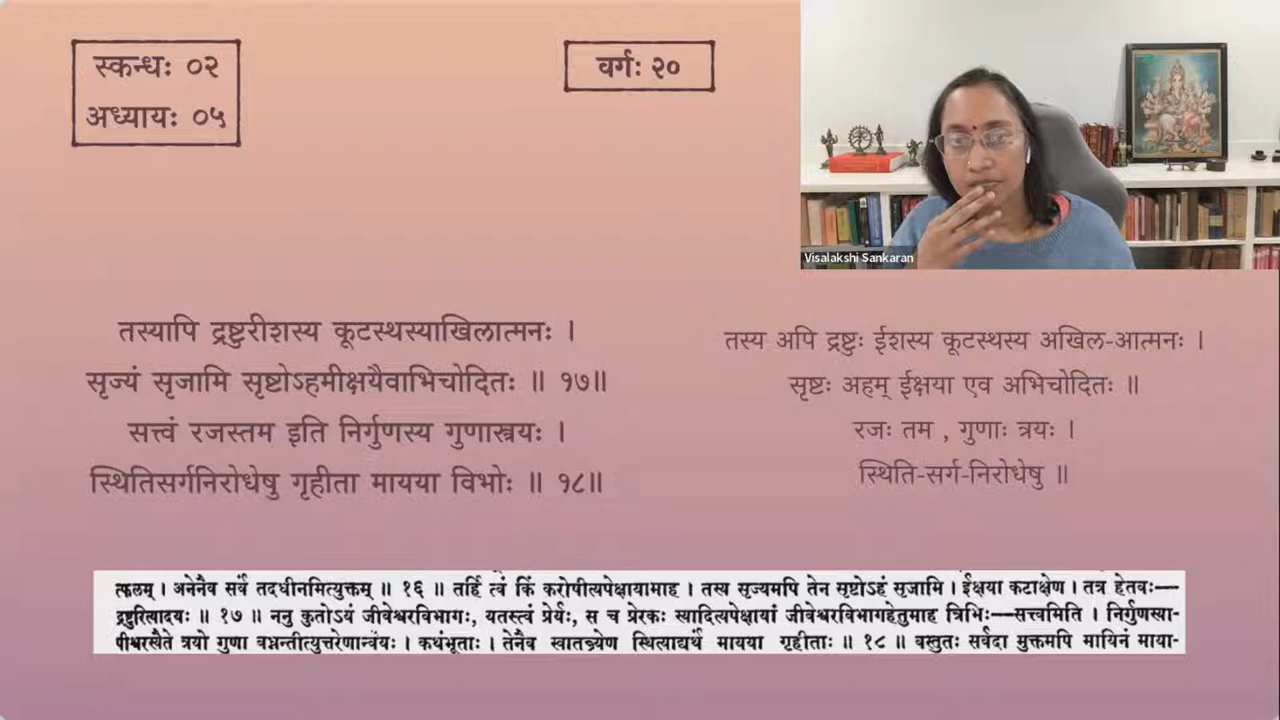 स्कन्धः ०२
अध्यायः ०५
वर्गः २०
Visalakshi Sankaran
तस्यापि द्रष्टुरीशस्य कूटस्थस्याखिलात्मनः ।
सृज्यं सृजामि सृष्टोऽहमीक्षयैवाभिचोदितः ॥ १७॥
सत्त्वं रजस्तम इति निर्गुणस्य गुणास्त्रयः ।
स्थितिसर्गनिरोधेषु गृहीता मायया विभोः ॥ १८॥
तस्य अपि द्रष्टुः ईशस्य कूटस्थस्य अखिल-आत्मनः ।
सृष्टः अहम् ईक्षया एव अभिचोदितः ॥
रजः तम , गुणाः त्रयः ।
स्थिति-सर्ग-निरोधेषु ॥
त्फलम् । अनेनैव सर्वं तदधीनमित्युक्तम् ॥ १६ ॥ तर्हि त्वं किं करोषीत्यपेक्षायामाह । तस्य सृज्यमपि तेन सृष्टोऽहं सृजामि । ईक्षया कटाक्षेण । तत्र हेतवः—
द्रष्टुरित्यादयः ॥ १७ ॥ ननु कुतोऽयं जीवेश्वरविभागः, यतस्त्वं प्रेर्यः, स च प्रेरकः स्यादित्यपेक्षायां जीवेश्वरविभागहेतुमाह त्रिभिः—सत्त्वमिति । निर्गुणस्या-
पीश्वरस्यैते त्रयो गुणा बध्नन्तीत्युत्तरेणान्वयः । कथंभूताः । तेनैव स्वातन्त्र्येण स्थित्याद्यर्थं मायया गृहीताः ॥ १८ ॥ वस्तुतः सर्वदा मुक्तमपि मायिनं माया-